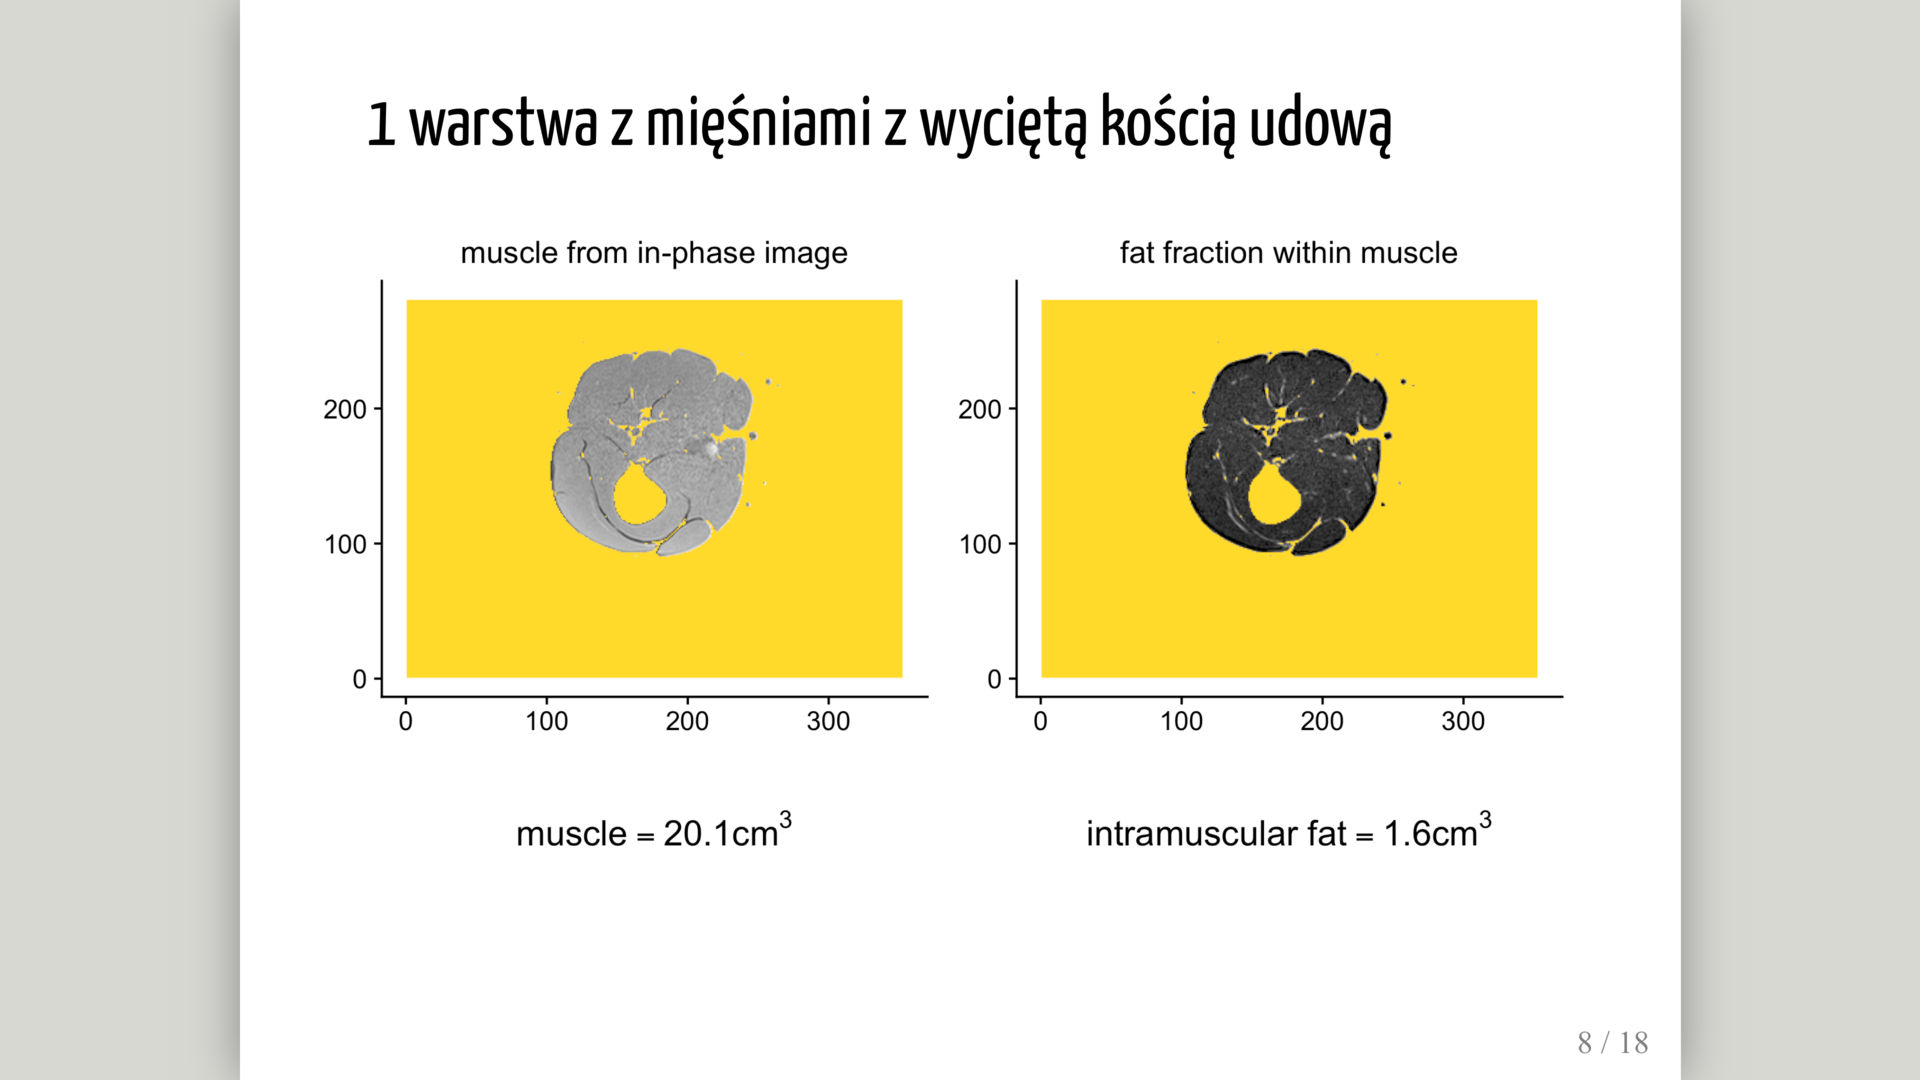 1 warstwa z mięśniami z wyciętą kością udową
muscle from in-phase image
200
100
0
0 100 200 300
muscle = 20.1cm³
fat fraction within muscle
200
100
0
0 100 200 300
intramuscular fat = 1.6cm³
8 / 18